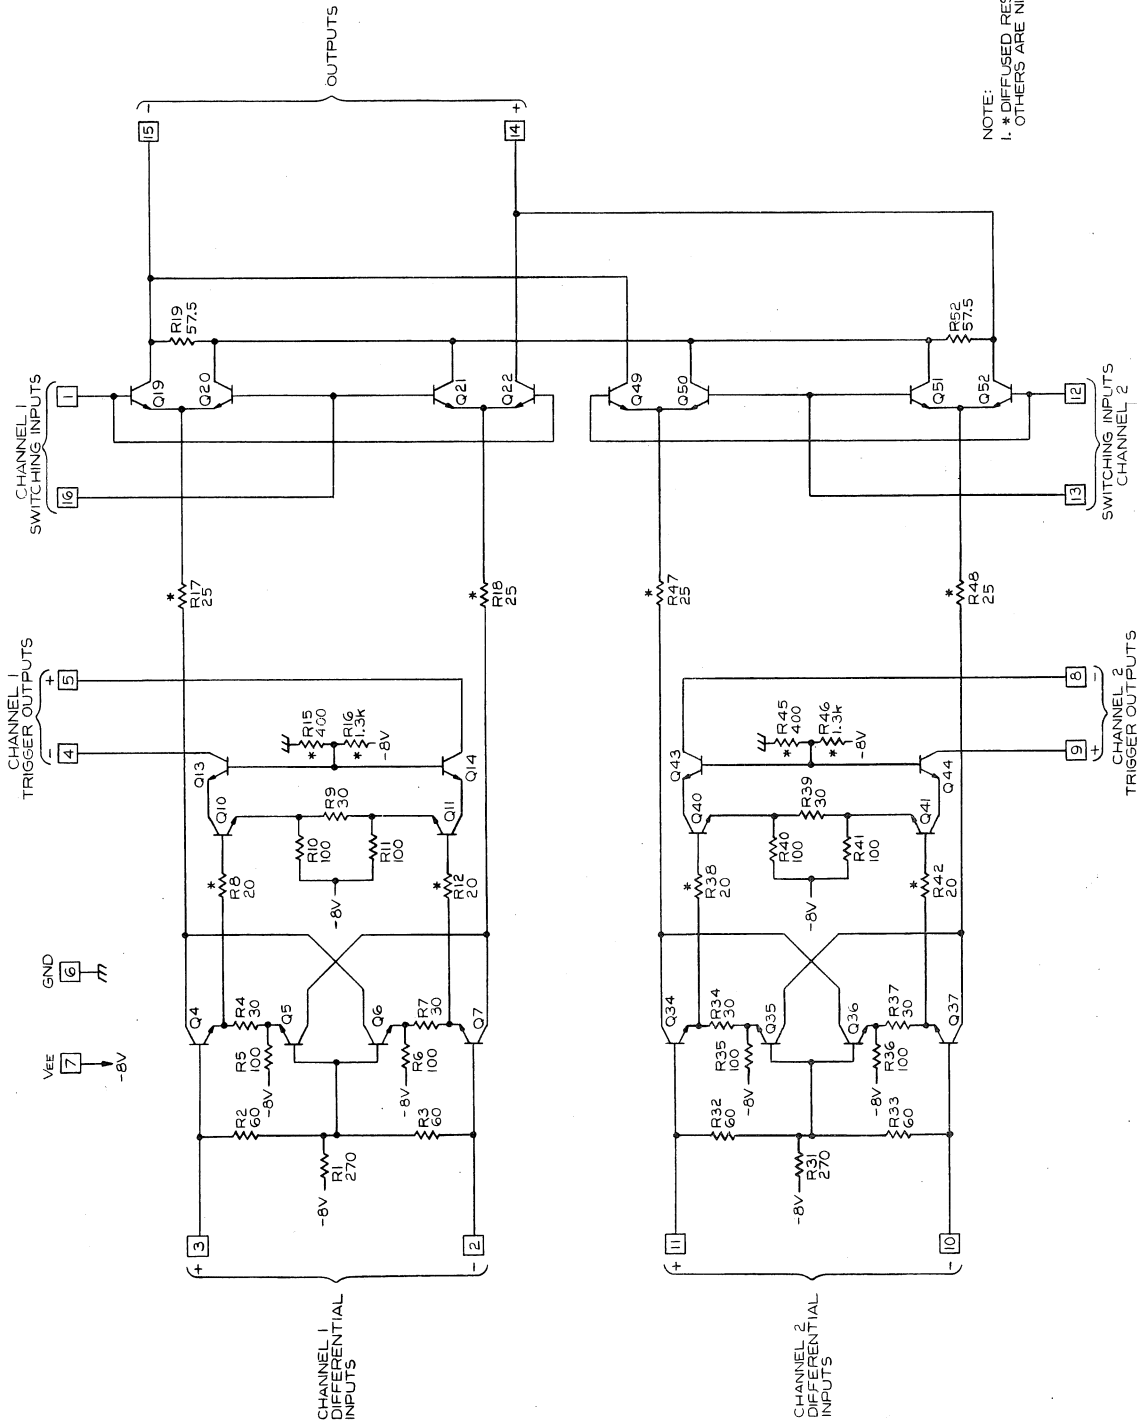 CHANNEL 1
SWITCHING INPUTS
1
16
CHANNEL 1
TRIGGER OUTPUTS
-
4
+
5
GND
6
VEE
7
-8V
OUTPUTS
-
15
+
14
NOTE:
1. * DIFFUSED RES
OTHERS ARE NI
CHANNEL 1
DIFFERENTIAL
INPUTS
+
3
-
2
R2
60
R3
60
-8V
R1
270
Q4
R4
30
R5
100
-8V
Q5
Q6
R6
100
-8V
R7
30
Q7
*
R8
20
*
R12
20
Q10
R9
30
R10
100
R11
100
-8V
Q11
Q13
*
R15
400
*
R16
1.3k
-8V
Q14
*
R17
25
*
R18
25
Q19
Q20
Q21
Q22
R19
57.5
CHANNEL 2
DIFFERENTIAL
INPUTS
+
11
-
10
R32
60
R33
60
-8V
R31
270
Q34
R34
30
R35
100
-8V
Q35
Q36
R36
100
-8V
R37
30
Q37
*
R38
20
*
R42
20
Q40
R39
30
R40
100
R41
100
-8V
Q41
Q43
*
R45
400
*
R46
1.3k
-8V
Q44
*
R47
25
*
R48
25
Q49
Q50
Q51
Q52
R52
57.5
8
-
9
+
CHANNEL 2
TRIGGER OUTPUTS
12
13
SWITCHING INPUTS
CHANNEL 2